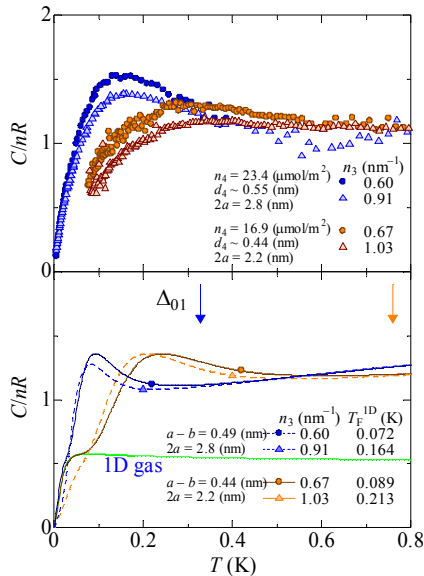 2
C/nR
1
0
n₄ = 23.4 (μmol/m²)
d₄ ~ 0.55 (nm)
2a = 2.8 (nm)
n₃ (nm⁻¹)
0.60
0.91
n₄ = 16.9 (μmol/m²)
d₄ ~ 0.44 (nm)
2a = 2.2 (nm)
0.67
1.03
Δ₀₁
C/nR
1
0
1D gas
n₃ (nm⁻¹) T_F^1D (K)
a – b = 0.49 (nm) 0.60 0.072
2a = 2.8 (nm) 0.91 0.164
a – b = 0.44 (nm) 0.67 0.089
2a = 2.2 (nm) 1.03 0.213
0 0.2 0.4 0.6 0.8
T (K)